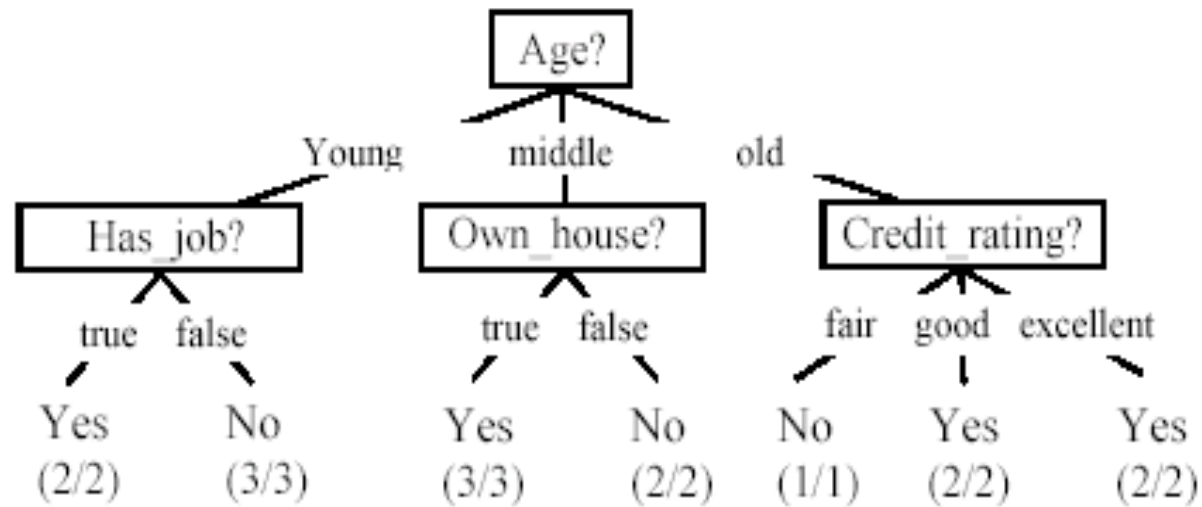 Age?
Young middle old
Has_job? Own_house? Credit_rating?
true false true false fair good excellent
Yes No Yes No No Yes Yes
(2/2) (3/3) (3/3) (2/2) (1/1) (2/2) (2/2)